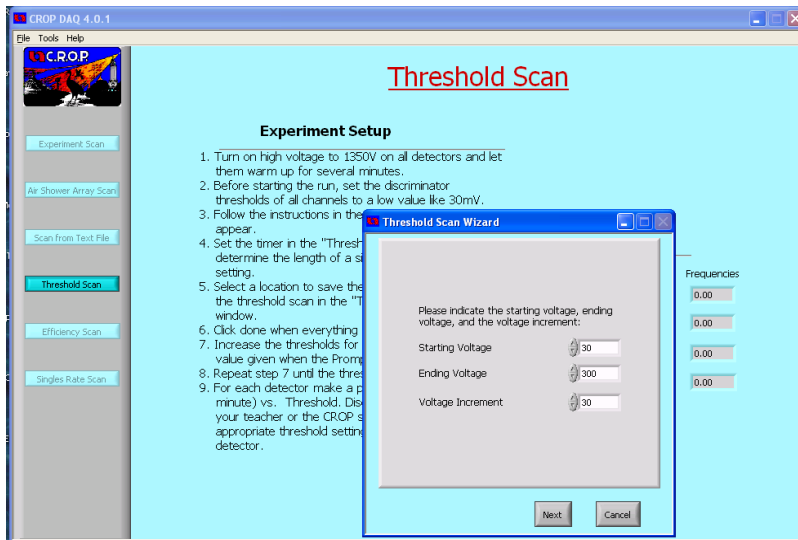 CROP DAQ 4.0.1
File Tools Help
C.R.O.P.
Threshold Scan
Experiment Setup
Experiment Scan
Air Shower Array Scan
Scan from Text File
Threshold Scan
Efficiency Scan
Singles Rate Scan
1. Turn on high voltage to 1350V on all detectors and let
them warm up for several minutes.
2. Before starting the run, set the discriminator
thresholds of all channels to a low value like 30mV.
3. Follow the instructions in the
appear.
4. Set the timer in the "Thresh
determine the length of a si
setting.
5. Select a location to save the
the threshold scan in the "T
window.
6. Click done when everything
7. Increase the thresholds for
value given when the Promp
8. Repeat step 7 until the thres
9. For each detector make a p
minute) vs. Threshold. Dis
your teacher or the CROP s
appropriate threshold setting
detector.
Threshold Scan Wizard
Please indicate the starting voltage, ending
voltage, and the voltage increment:
Starting Voltage 30
Ending Voltage 300
Voltage Increment 30
Next Cancel
Frequencies
0.00
0.00
0.00
0.00